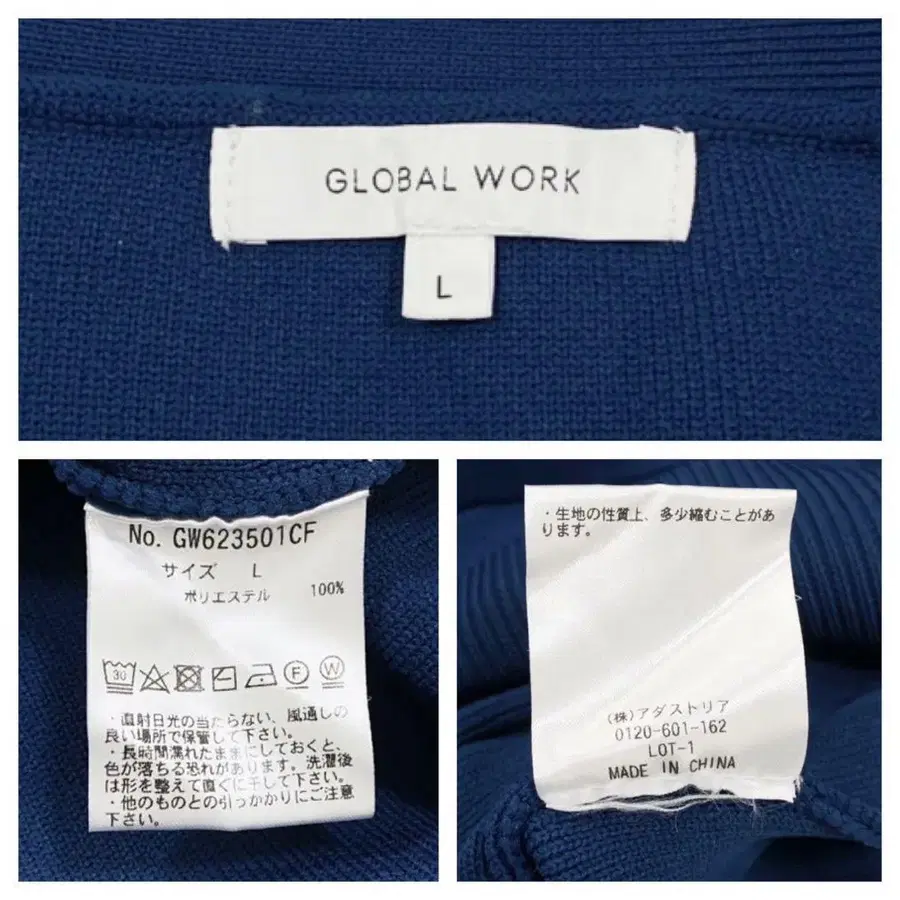 GLOBAL WORK
L
No. GW623501CF
サイズ L
ポリエステル 100%
30
F
W
・直射日光の当たらない、風通しの
良い場所で保管して下さい。
・長時間濡れたままにしておくと、
色が落ちる恐れがあります。洗濯後
は形を整えて直ぐに干して下さい。
・他のものとの引っかかりにご注意
下さい。
・生地の性質上、多少縮むことがあ
ります。
(株)アダストリア
0120-601-162
LOT-1
MADE IN CHINA